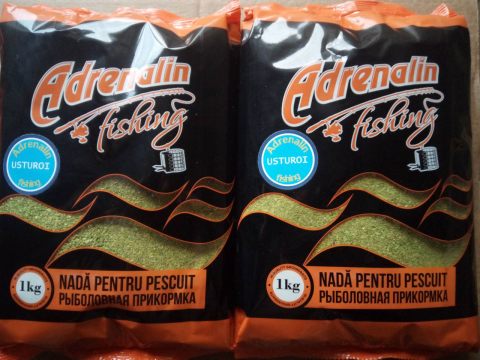 Adrenalin
fishing
Adrenalin
USTUROI
fishing
1kg
NADĂ PENTRU PESCUIT
РЫБОЛОВНАЯ ПРИКОРМКА
Adrenalin
fishing
Adrenalin
USTUROI
fishing
1kg
NADĂ PENTRU PESCUIT
РЫБОЛОВНАЯ ПРИКОРМКА